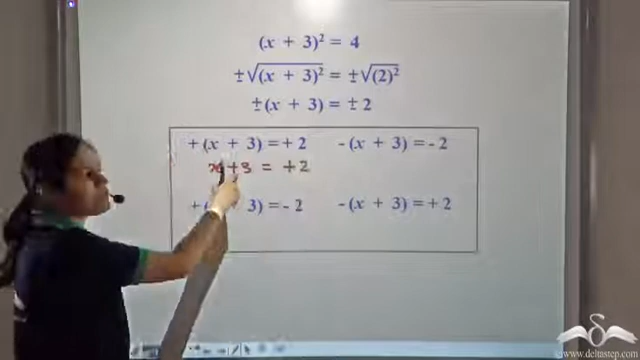 (x + 3)² = 4
±√(x + 3)² = ±√(2)²
±(x + 3) = ± 2
+ (x + 3) = + 2
- (x + 3) = - 2
x+3 = +2
+( 3) = - 2
- (x + 3) = + 2
www.deltastep.com